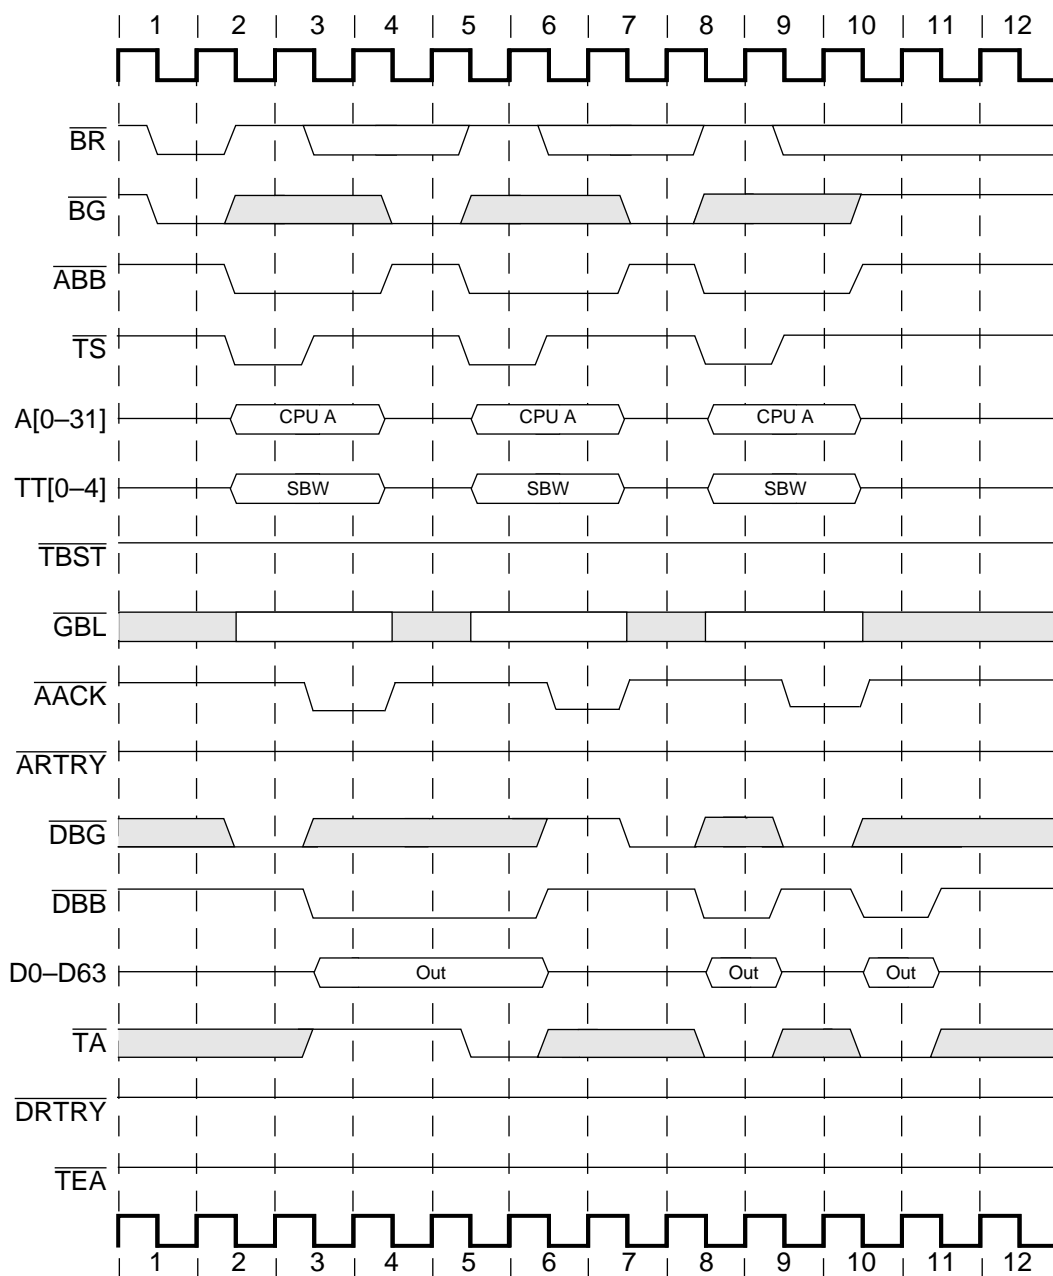 1 2 3 4 5 6 7 8 9 10 11 12
BR
BG
ABB
TS
A[0–31] CPU A CPU A CPU A
TT[0–4] SBW SBW SBW
TBST
GBL
AACK
ARTRY
DBG
DBB
D0–D63 Out Out Out
TA
DRTRY
TEA
1 2 3 4 5 6 7 8 9 10 11 12